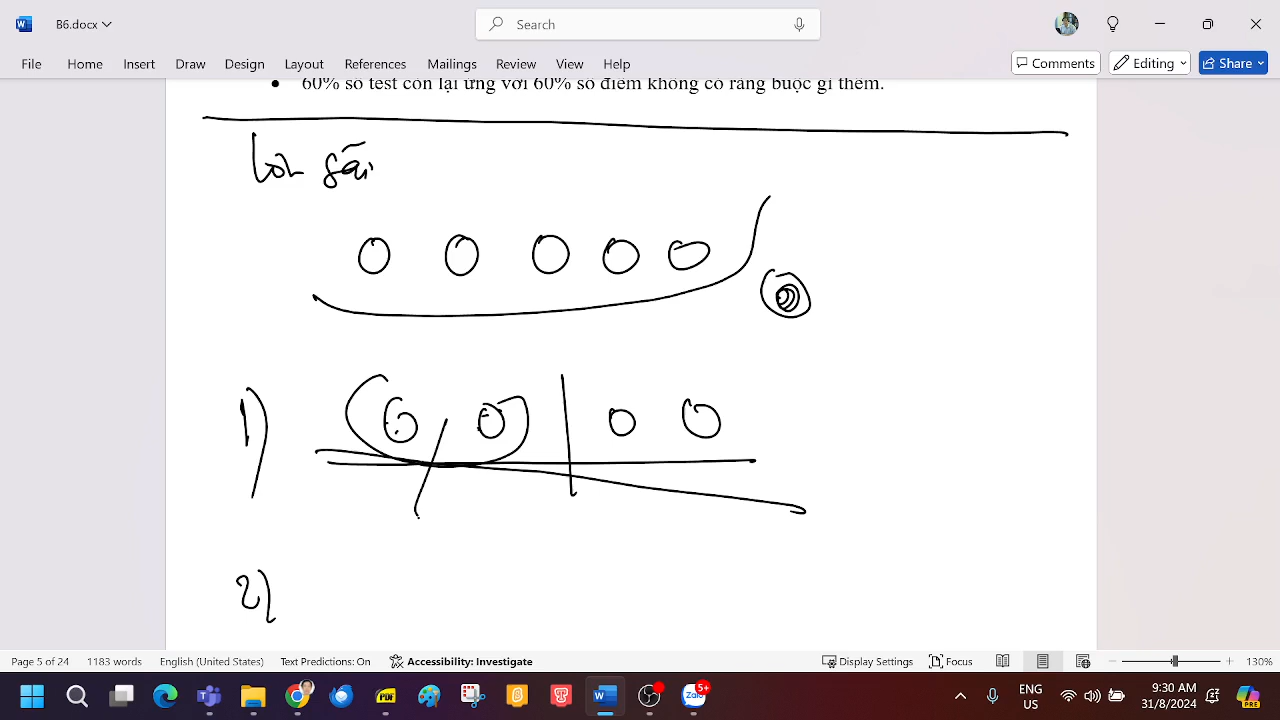 B6.docx
Search
File Home Insert Draw Design Layout References Mailings Review View Help
Comments Editing Share
60% số test còn lại ứng với 60% số điểm không có ràng buộc gì thêm.
1)
2)
Page 5 of 24 1183 words English (United States) Text Predictions: On Accessibility: Investigate Display Settings Focus 130%
PDF
5+
ENG
US
9:30 AM
31/8/2024
PRE